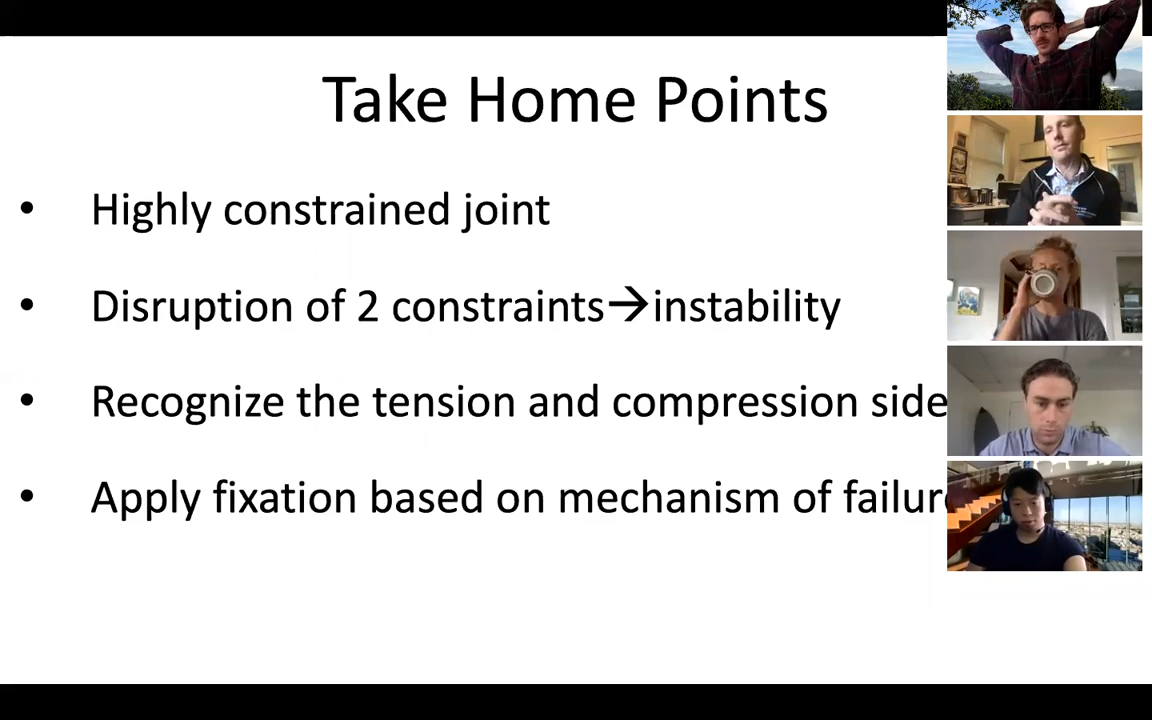 Take Home Points
• Highly constrained joint
• Disruption of 2 constraints→instability
• Recognize the tension and compression side
• Apply fixation based on mechanism of failure